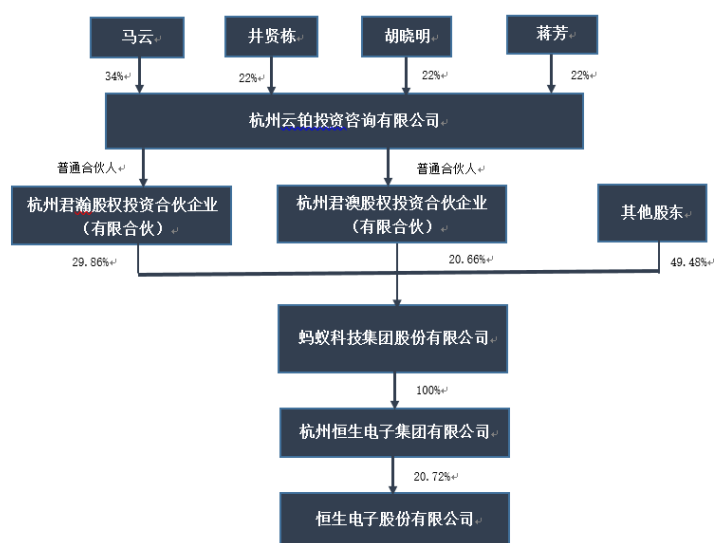 马云
井贤栋
胡晓明
蒋芳
34%
22%
22%
22%
杭州云铂投资咨询有限公司
普通合伙人
普通合伙人
杭州君瀚股权投资合伙企业
（有限合伙）
杭州君澳股权投资合伙企业
（有限合伙）
其他股东
29.86%
20.66%
49.48%
蚂蚁科技集团股份有限公司
100%
杭州恒生电子集团有限公司
20.72%
恒生电子股份有限公司